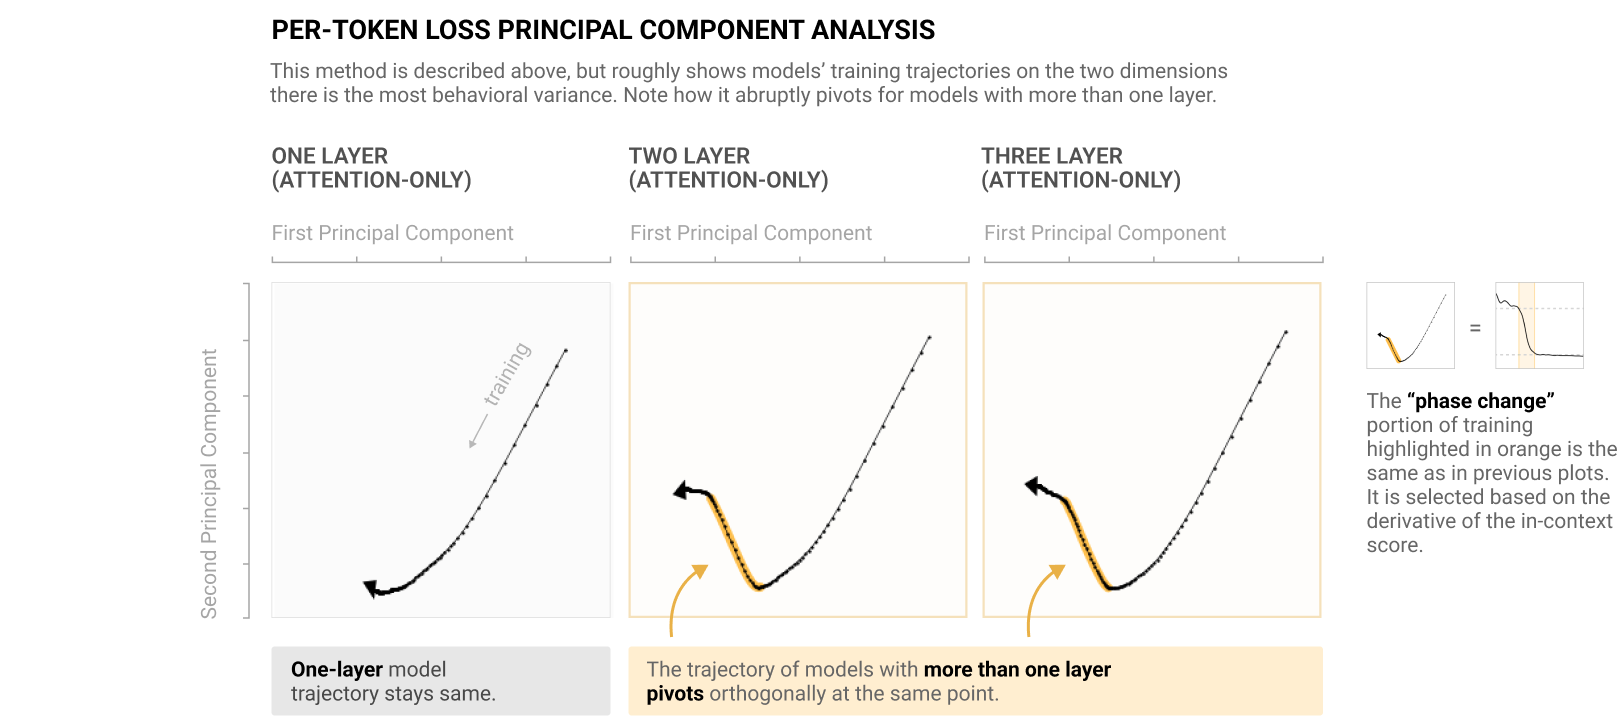 PER-TOKEN LOSS PRINCIPAL COMPONENT ANALYSIS
This method is described above, but roughly shows models’ training trajectories on the two dimensions
there is the most behavioral variance. Note how it abruptly pivots for models with more than one layer.
ONE LAYER
(ATTENTION-ONLY)
First Principal Component
TWO LAYER
(ATTENTION-ONLY)
First Principal Component
THREE LAYER
(ATTENTION-ONLY)
First Principal Component
Second Principal Component
training
=
The “phase change”
portion of training
highlighted in orange is the
same as in previous plots.
It is selected based on the
derivative of the in-context
score.
One-layer model
trajectory stays same.
The trajectory of models with more than one layer
pivots orthogonally at the same point.